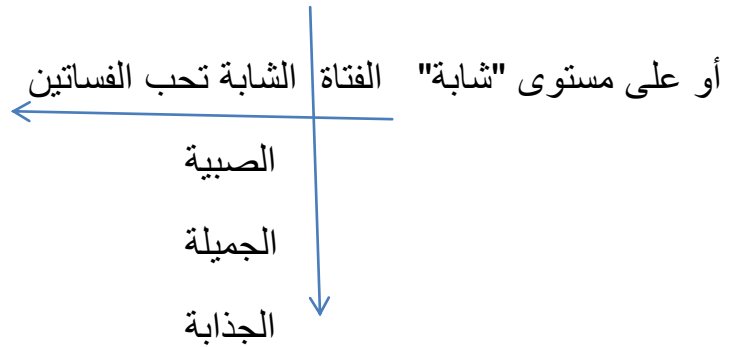 أو على مستوى "شابة" الفتاة الشابة تحب الفساتين
الصبية
الجميلة
الجذابة